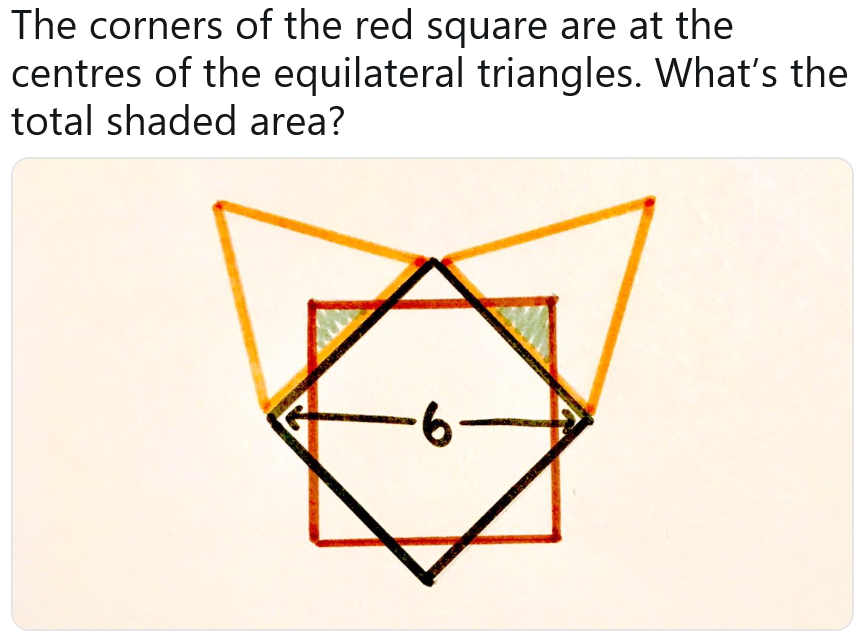 The corners of the red square are at the
centres of the equilateral triangles. What’s the
total shaded area?
6